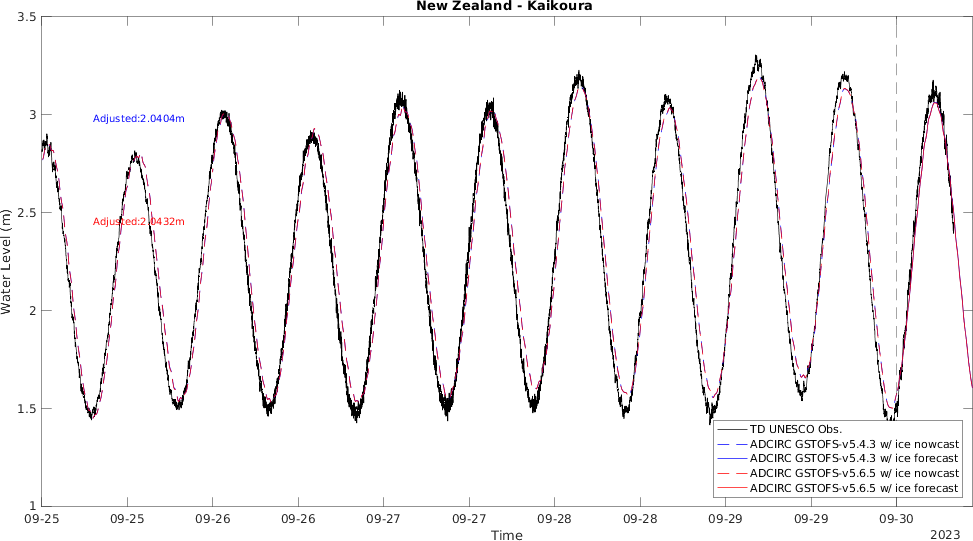 New Zealand - Kaikoura
3.5
3
2.5
2
1.5
1
Water Level (m)
Adjusted:2.0404m
Adjusted:2.0432m
TD UNESCO Obs.
ADCIRC GSTOFS-v5.4.3 w/ ice nowcast
ADCIRC GSTOFS-v5.4.3 w/ ice forecast
ADCIRC GSTOFS-v5.6.5 w/ ice nowcast
ADCIRC GSTOFS-v5.6.5 w/ ice forecast
09-25 09-25 09-26 09-26 09-27 09-27 09-28 09-28 09-29 09-29 09-30
Time
2023